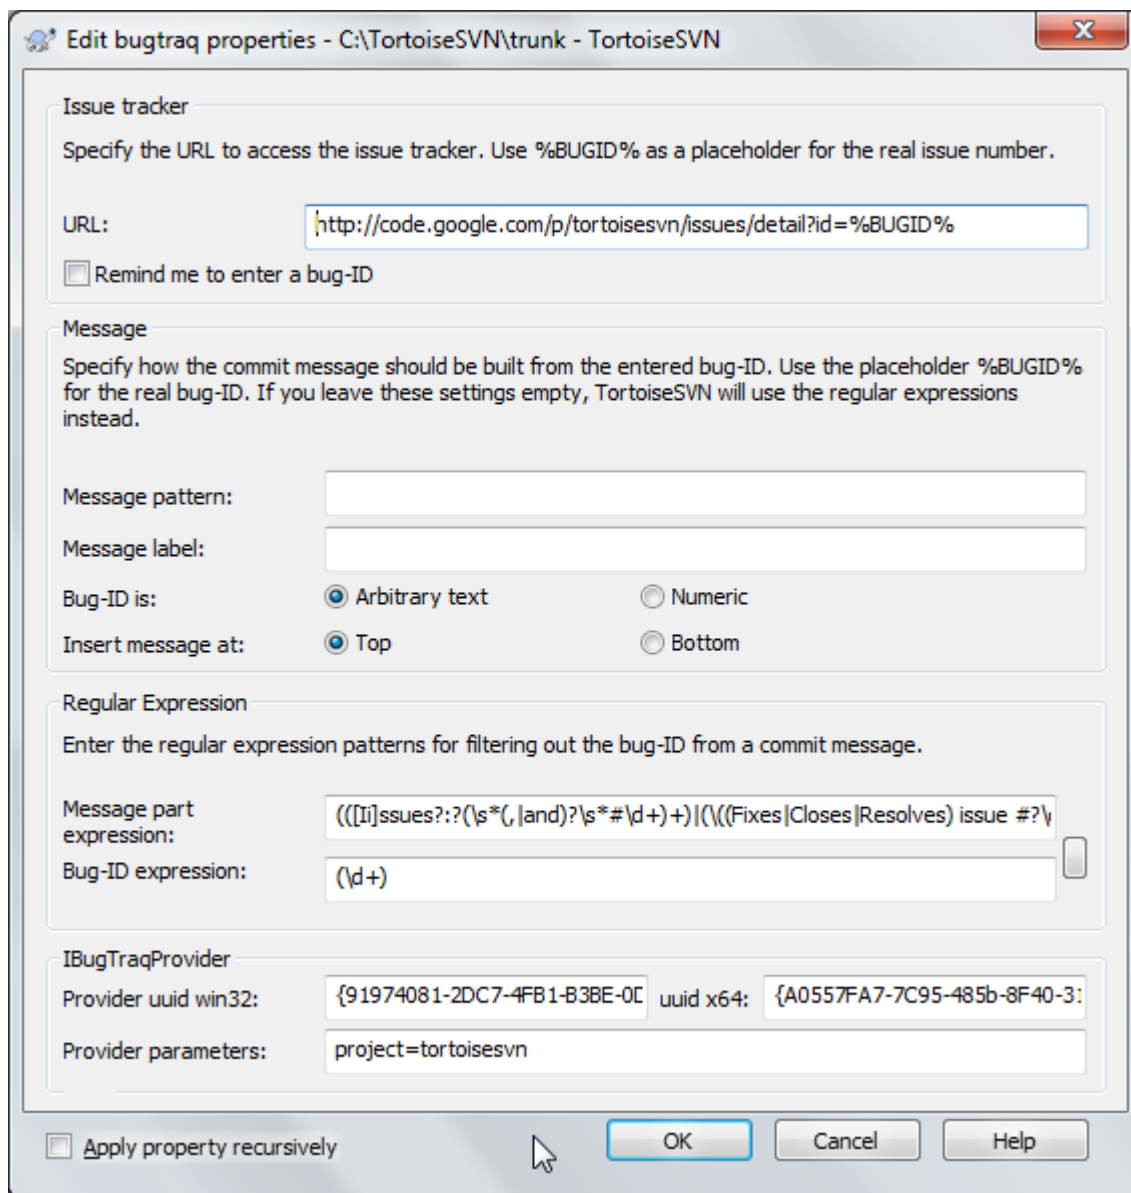 Edit bugtraq properties - C:\TortoiseSVN\trunk - TortoiseSVN
Issue tracker
Specify the URL to access the issue tracker. Use %BUGID% as a placeholder for the real issue number.
URL: http://code.google.com/p/tortoisesvn/issues/detail?id=%BUGID%
Remind me to enter a bug-ID
Message
Specify how the commit message should be built from the entered bug-ID. Use the placeholder %BUGID%
for the real bug-ID. If you leave these settings empty, TortoiseSVN will use the regular expressions
instead.
Message pattern:
Message label:
Bug-ID is: Arbitrary text Numeric
Insert message at: Top Bottom
Regular Expression
Enter the regular expression patterns for filtering out the bug-ID from a commit message.
Message part
expression: (([Ii]ssues?:?(\s*(,|and)?\s*#\d+)+)|(\((Fixes|Closes|Resolves) issue #?\
Bug-ID expression: (\d+)
IBugTraqProvider
Provider uuid win32: {91974081-2DC7-4FB1-B3BE-0D uuid x64: {A0557FA7-7C95-485b-8F40-31
Provider parameters: project=tortoisesvn
Apply property recursively OK Cancel Help